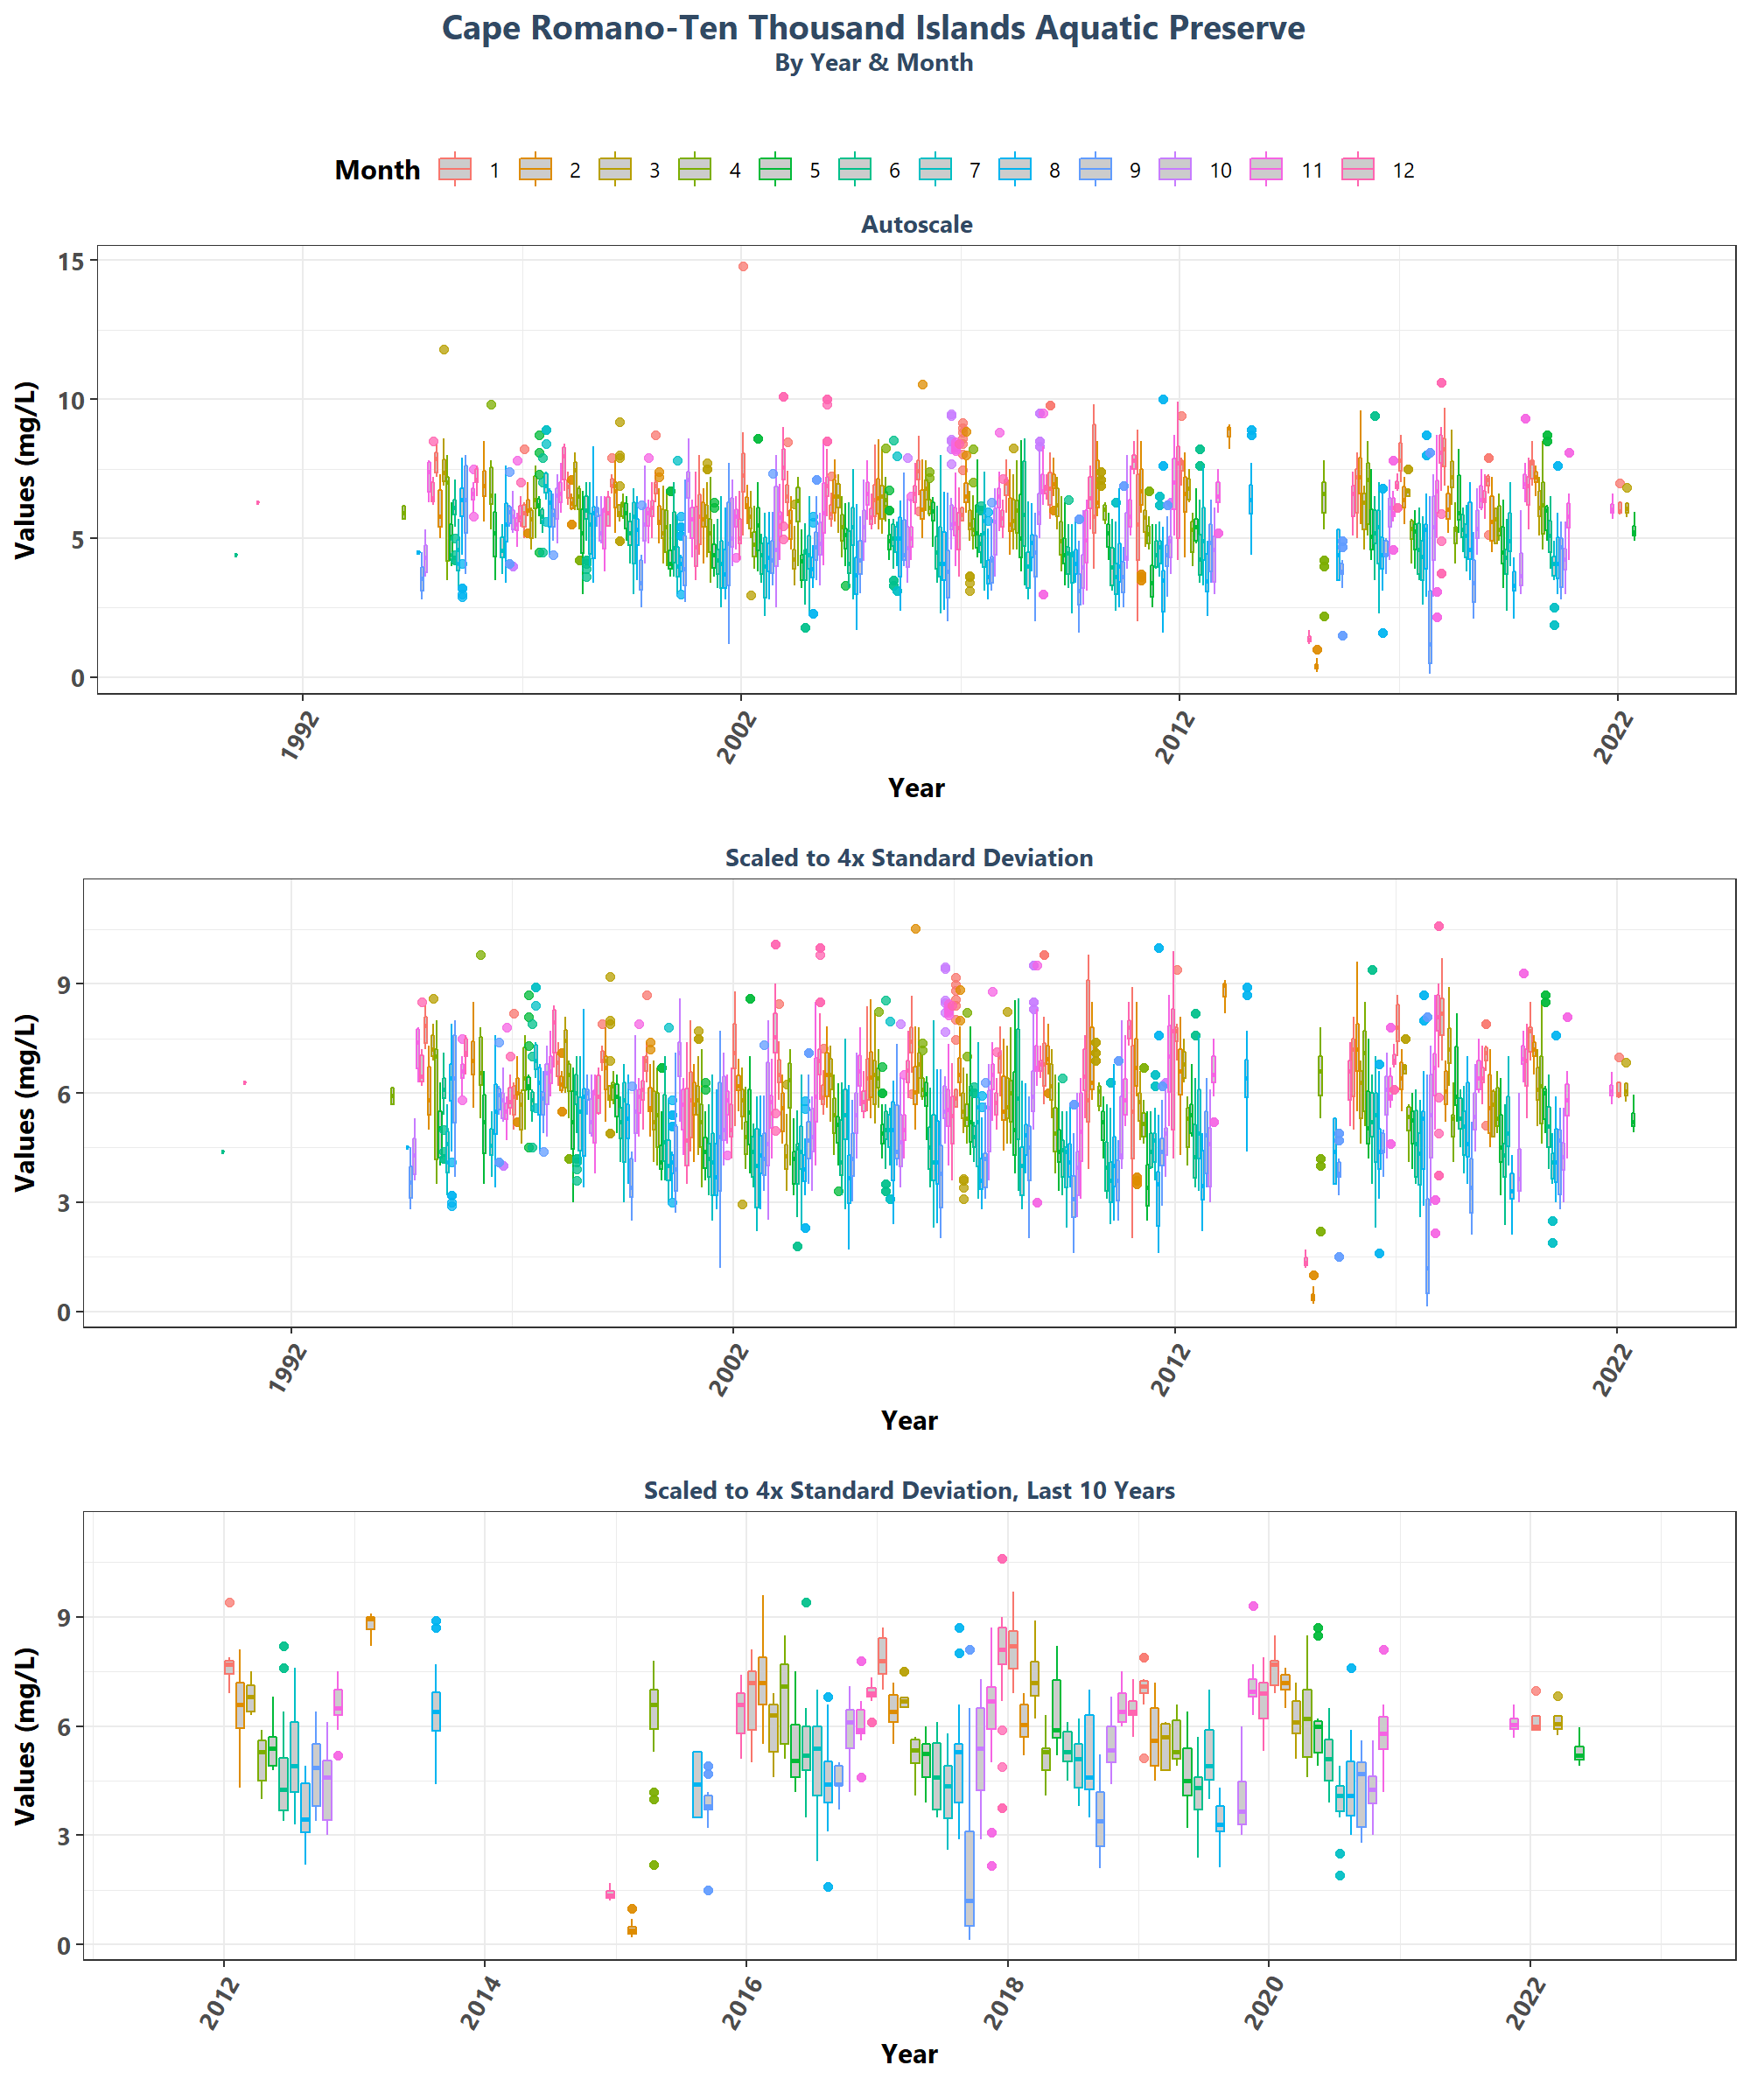 Cape Romano-Ten Thousand Islands Aquatic Preserve
By Year & Month
Month 1 2 3 4 5 6 7 8 9 10 11 12
Autoscale
Values (mg/L)
15
10
5
0
1992 2002 2012 2022
Year
Scaled to 4x Standard Deviation
Values (mg/L)
9
6
3
0
1992 2002 2012 2022
Year
Scaled to 4x Standard Deviation, Last 10 Years
Values (mg/L)
9
6
3
0
2012 2014 2016 2018 2020 2022
Year